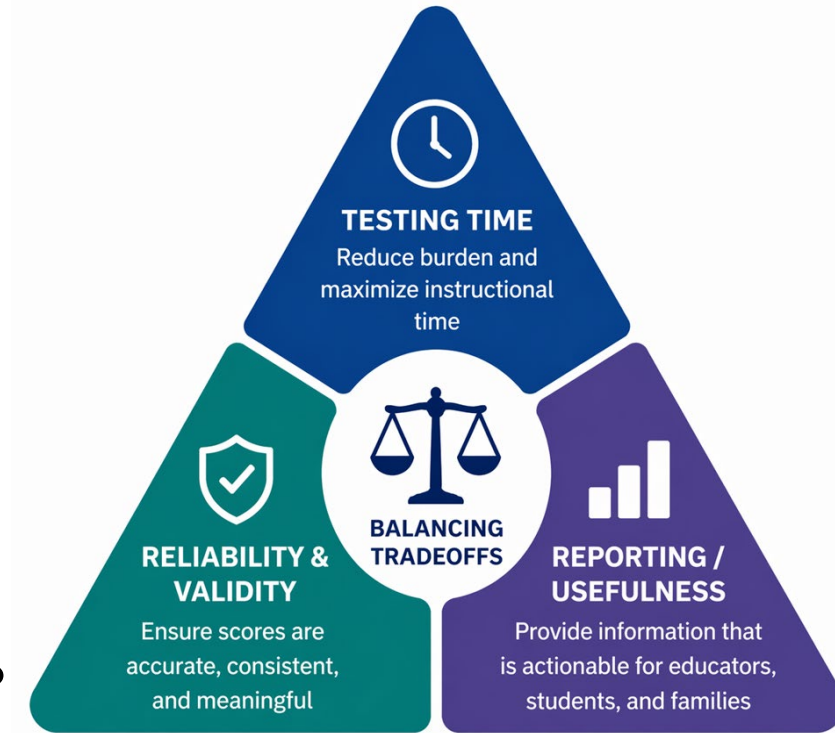 TESTING TIME
Reduce burden and
maximize instructional
time
BALANCING
TRADEOFFS
RELIABILITY &
VALIDITY
Ensure scores are
accurate, consistent,
and meaningful
REPORTING /
USEFULNESS
Provide information that
is actionable for educators,
students, and families